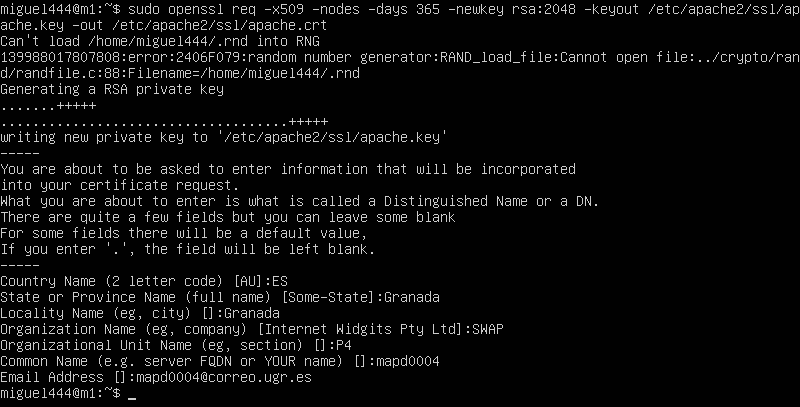 miguel444@m1:~$ sudo openssl req -x509 -nodes -days 365 -newkey rsa:2048 -keyout /etc/apache2/ssl/ap
ache.key -out /etc/apache2/ssl/apache.crt
Can't load /home/miguel444/.rnd into RNG
139988017807808:error:2406F079:random number generator:RAND_load_file:Cannot open file:../crypto/ran
d/randfile.c:88:Filename=/home/miguel444/.rnd
Generating a RSA private key
.......+++++
....................................+++++
writing new private key to '/etc/apache2/ssl/apache.key'
-----
You are about to be asked to enter information that will be incorporated
into your certificate request.
What you are about to enter is what is called a Distinguished Name or a DN.
There are quite a few fields but you can leave some blank
For some fields there will be a default value,
If you enter '.', the field will be left blank.
-----
Country Name (2 letter code) [AU]:ES
State or Province Name (full name) [Some-State]:Granada
Locality Name (eg, city) []:Granada
Organization Name (eg, company) [Internet Widgits Pty Ltd]:SWAP
Organizational Unit Name (eg, section) []:P4
Common Name (e.g. server FQDN or YOUR name) []:mapd0004
Email Address []:mapd0004@correo.ugr.es
miguel444@m1:~$ _